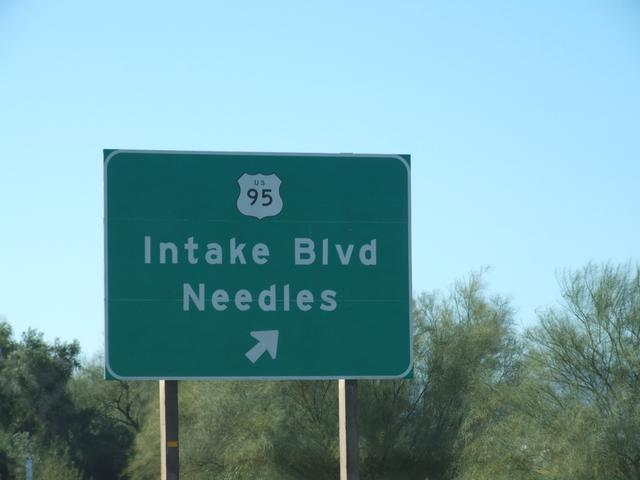 US
95
Intake Blvd
Needles